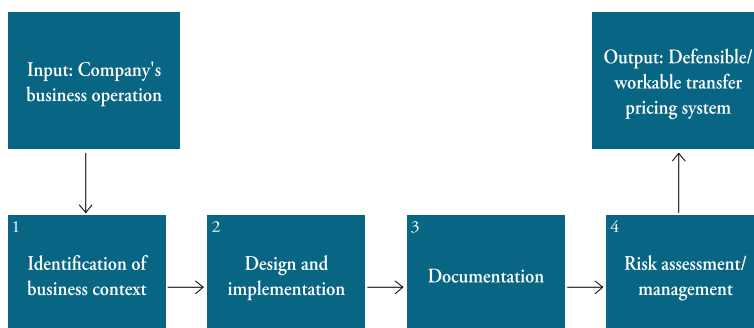 Input: Company's
business operation
Output: Defensible/
workable transfer
pricing system
1
Identification of
business context
2
Design and
implementation
3
Documentation
4
Risk assessment/
management